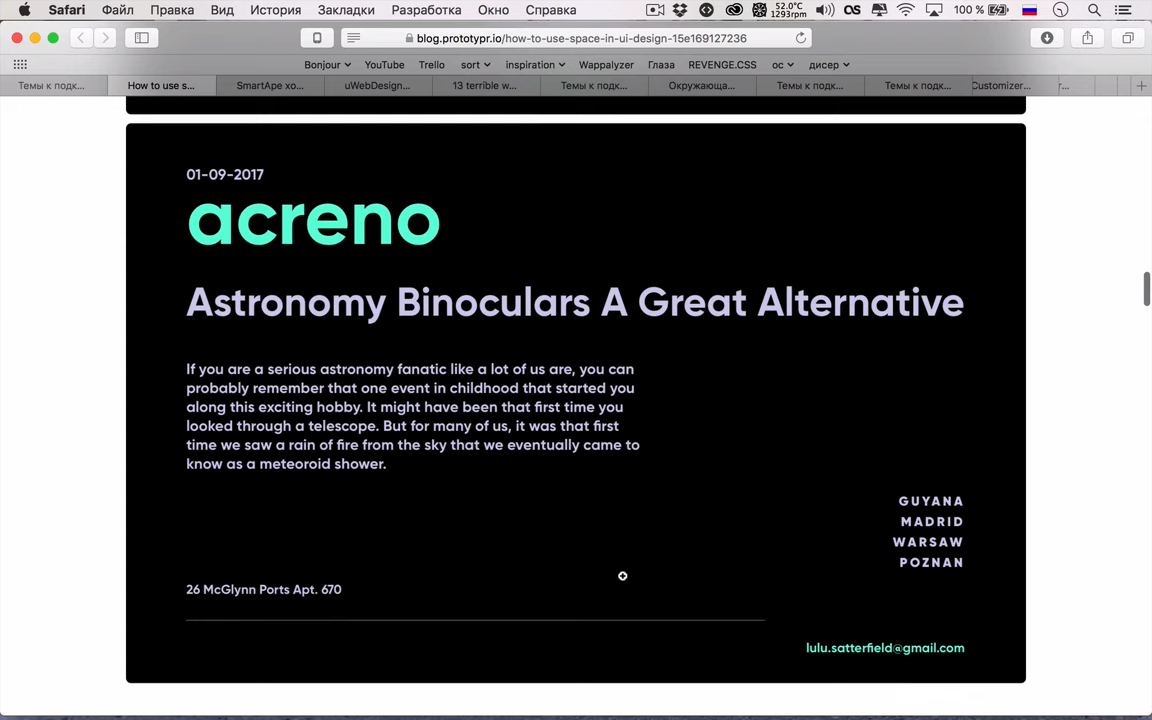 Safari Файл Правка Вид История Закладки Разработка Окно Справка 52.0°C 1293rpm 100 %
blog.prototypr.io/how-to-use-space-in-ui-design-15e169127236
Bonjour YouTube Trello sort inspiration Wappalyzer Глаза REVENGE.CSS ос дисер
Темы к подк... How to use s... SmartApe хо... uWebDesign... 13 terrible w... Темы к подк... Окружающа... Темы к подк... Темы к подк... Customizer...
01-09-2017
acreno
Astronomy Binoculars A Great Alternative
If you are a serious astronomy fanatic like a lot of us are, you can
probably remember that one event in childhood that started you
along this exciting hobby. It might have been that first time you
looked through a telescope. But for many of us, it was that first
time we saw a rain of fire from the sky that we eventually came to
know as a meteoroid shower.
GUYANA
MADRID
WARSAW
POZNAN
26 McGlynn Ports Apt. 670
lulu.satterfield@gmail.com